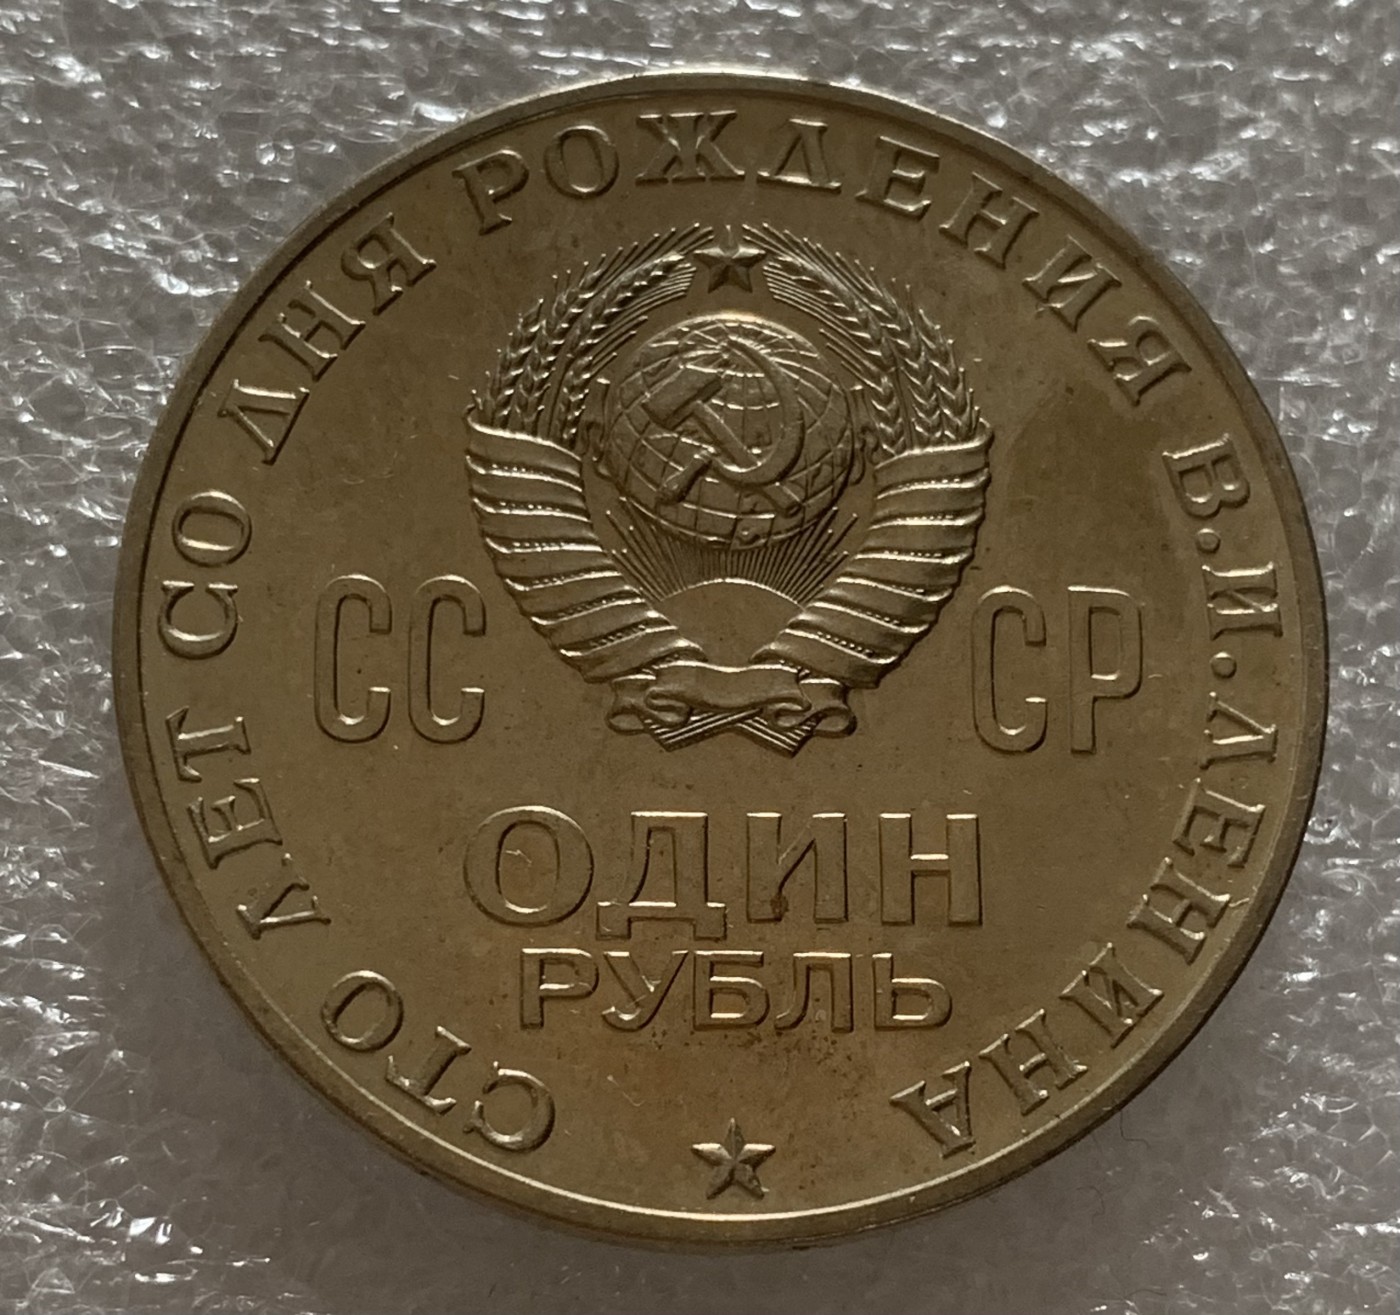 СТО ЛЕТ СО ДНЯ РОЖДЕНИЯ В.И.ЛЕНИНА
СС СР
ОДИН
РУБЛЬ